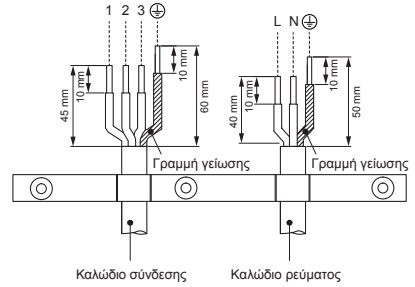 1 2 3
L N
10 mm
45 mm
10 mm
60 mm
10 mm
40 mm
10 mm
50 mm
Γραμμή γείωσης
Γραμμή γείωσης
Καλώδιο σύνδεσης
Καλώδιο ρεύματος